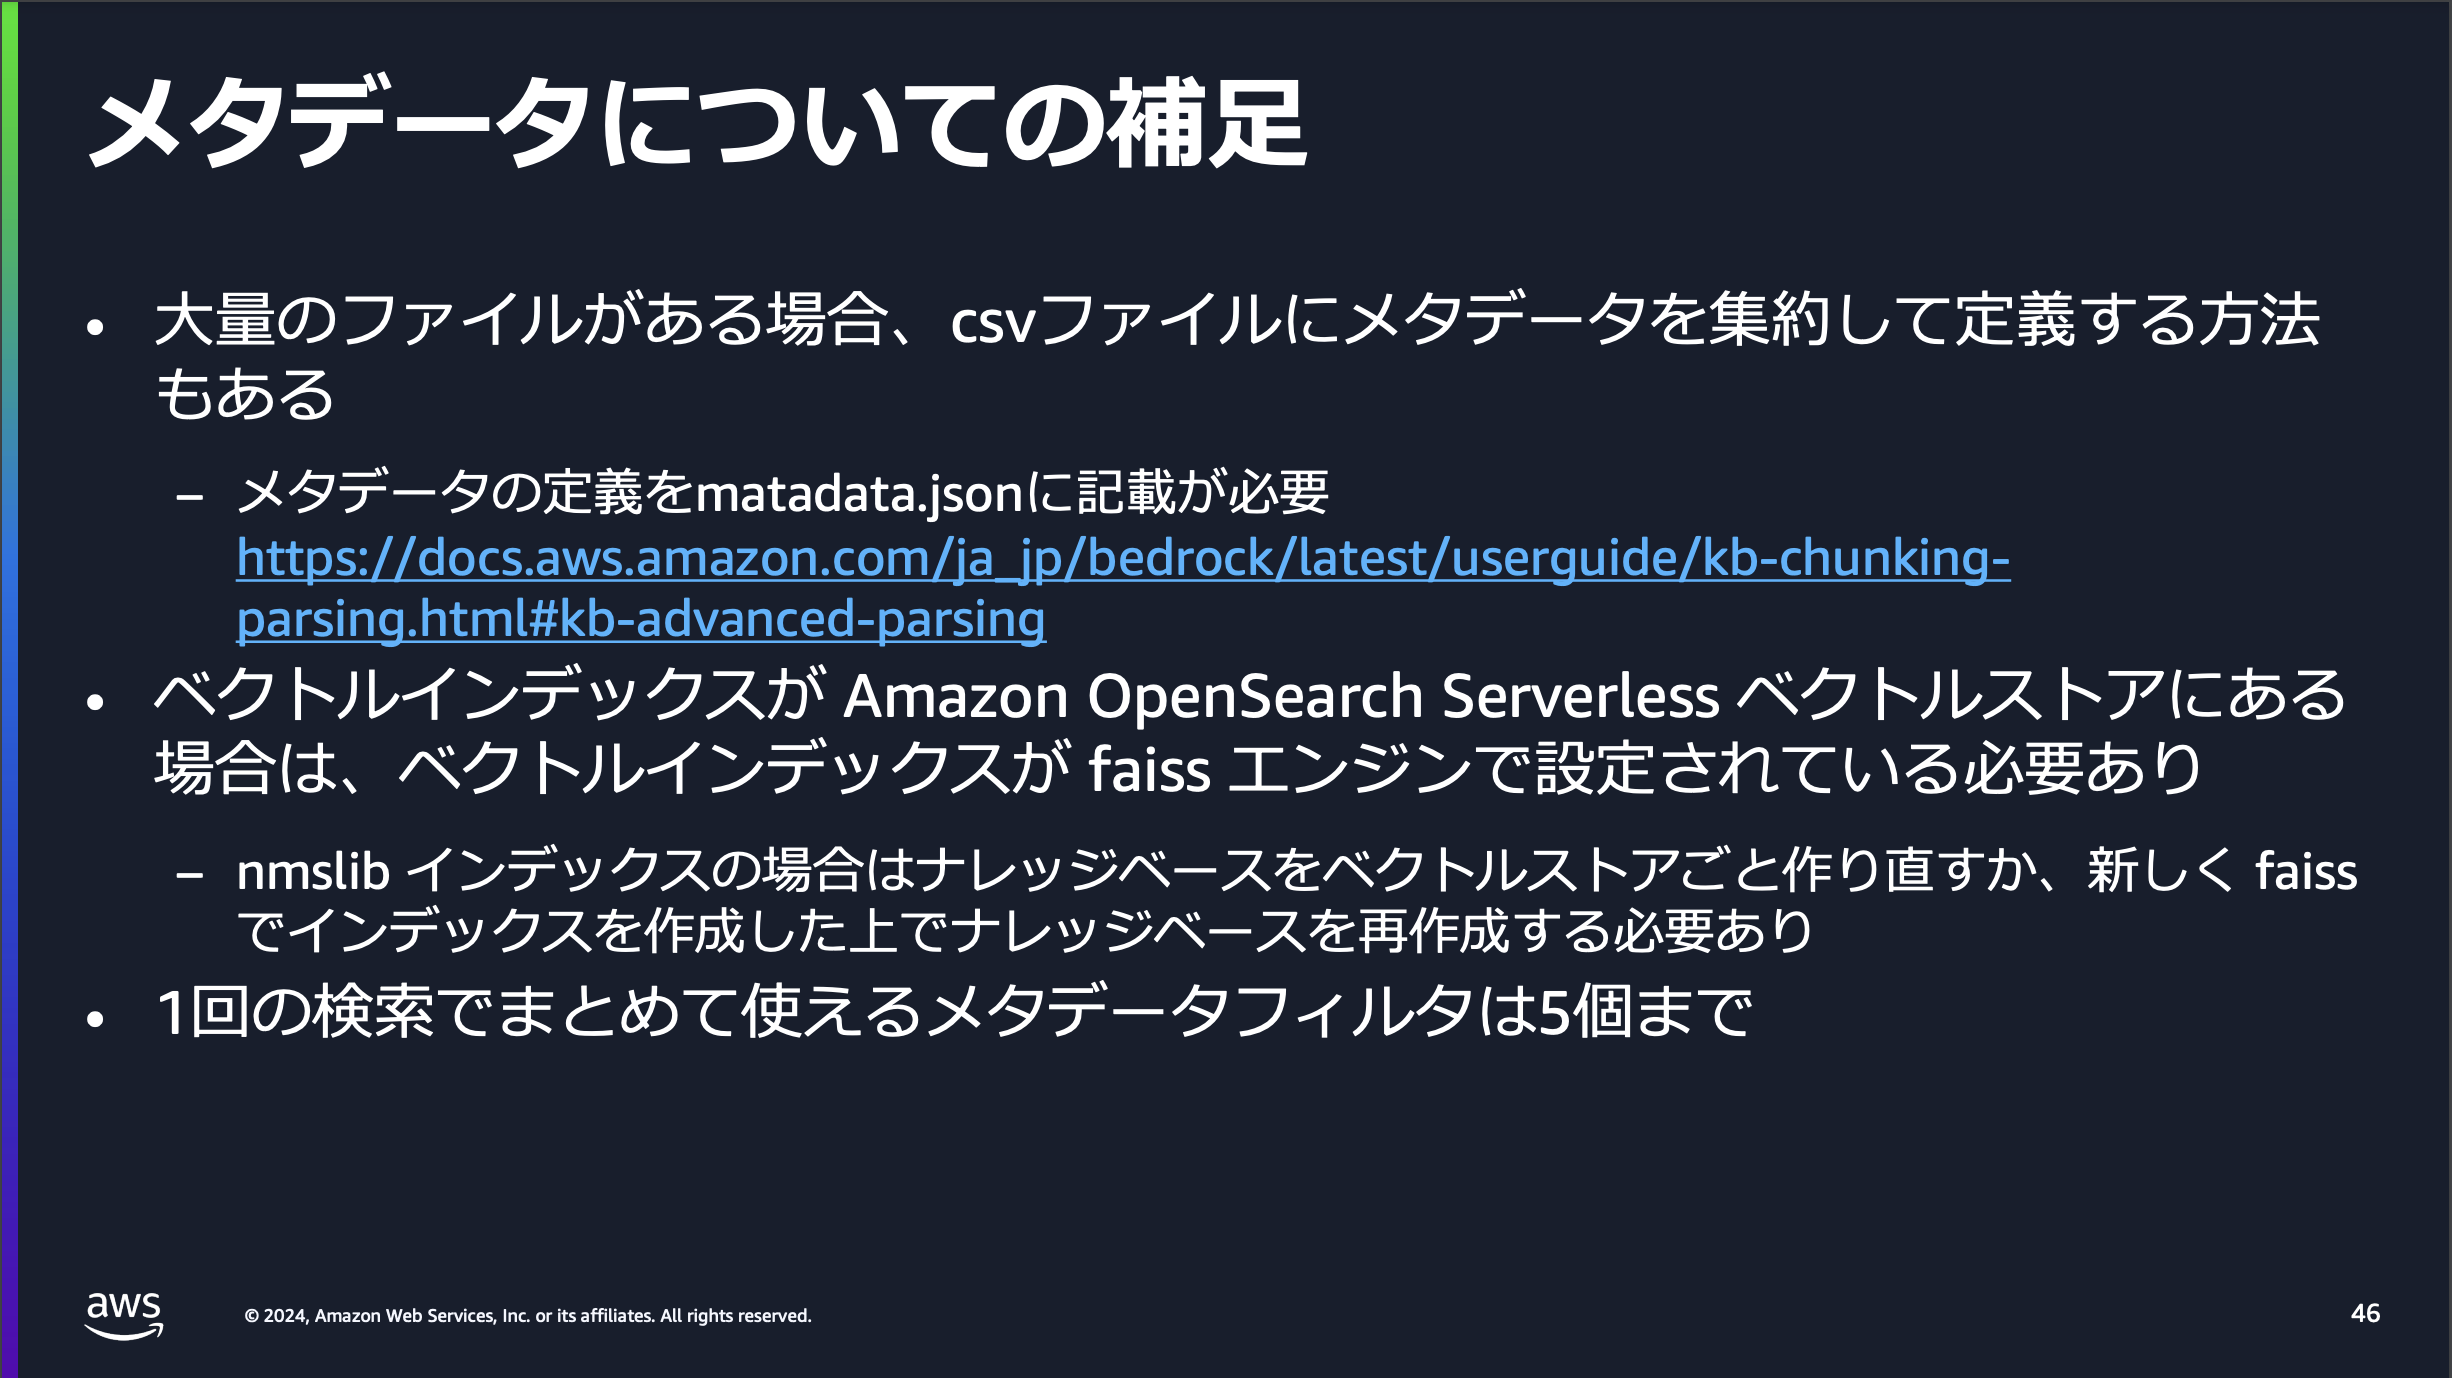 メタデータについての補足
• 大量のファイルがある場合、csvファイルにメタデータを集約して定義する方法
もある
– メタデータの定義をmatadata.jsonに記載が必要
https://docs.aws.amazon.com/ja_jp/bedrock/latest/userguide/kb-chunking-
parsing.html#kb-advanced-parsing
• ベクトルインデックスが Amazon OpenSearch Serverless ベクトルストアにある
場合は、ベクトルインデックスが faiss エンジンで設定されている必要あり
– nmslib インデックスの場合はナレッジベースをベクトルストアごと作り直すか、新しく faiss
でインデックスを作成した上でナレッジベースを再作成する必要あり
• 1回の検索でまとめて使えるメタデータフィルタは5個まで
aws
© 2024, Amazon Web Services, Inc. or its affiliates. All rights reserved.
46